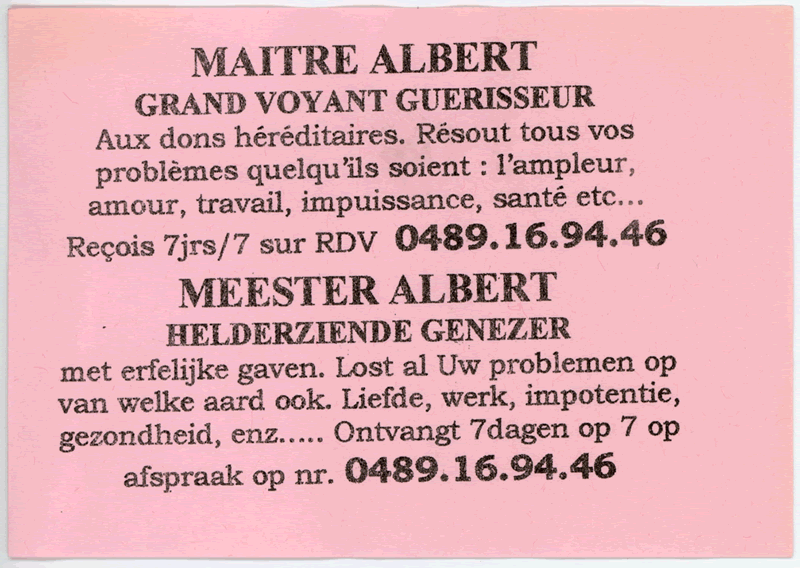 MAITRE ALBERT
GRAND VOYANT GUERISSEUR
Aux dons héréditaires. Résout tous vos
problèmes quelqu'ils soient : l'ampleur,
amour, travail, impuissance, santé etc...
Reçois 7jrs/7 sur RDV 0489.16.94.46
MEESTER ALBERT
HELDERZIENDE GENEZER
met erfelijke gaven. Lost al Uw problemen op
van welke aard ook. Liefde, werk, impotentie,
gezondheid, enz..... Ontvangt 7dagen op 7 op
afspraak op nr. 0489.16.94.46